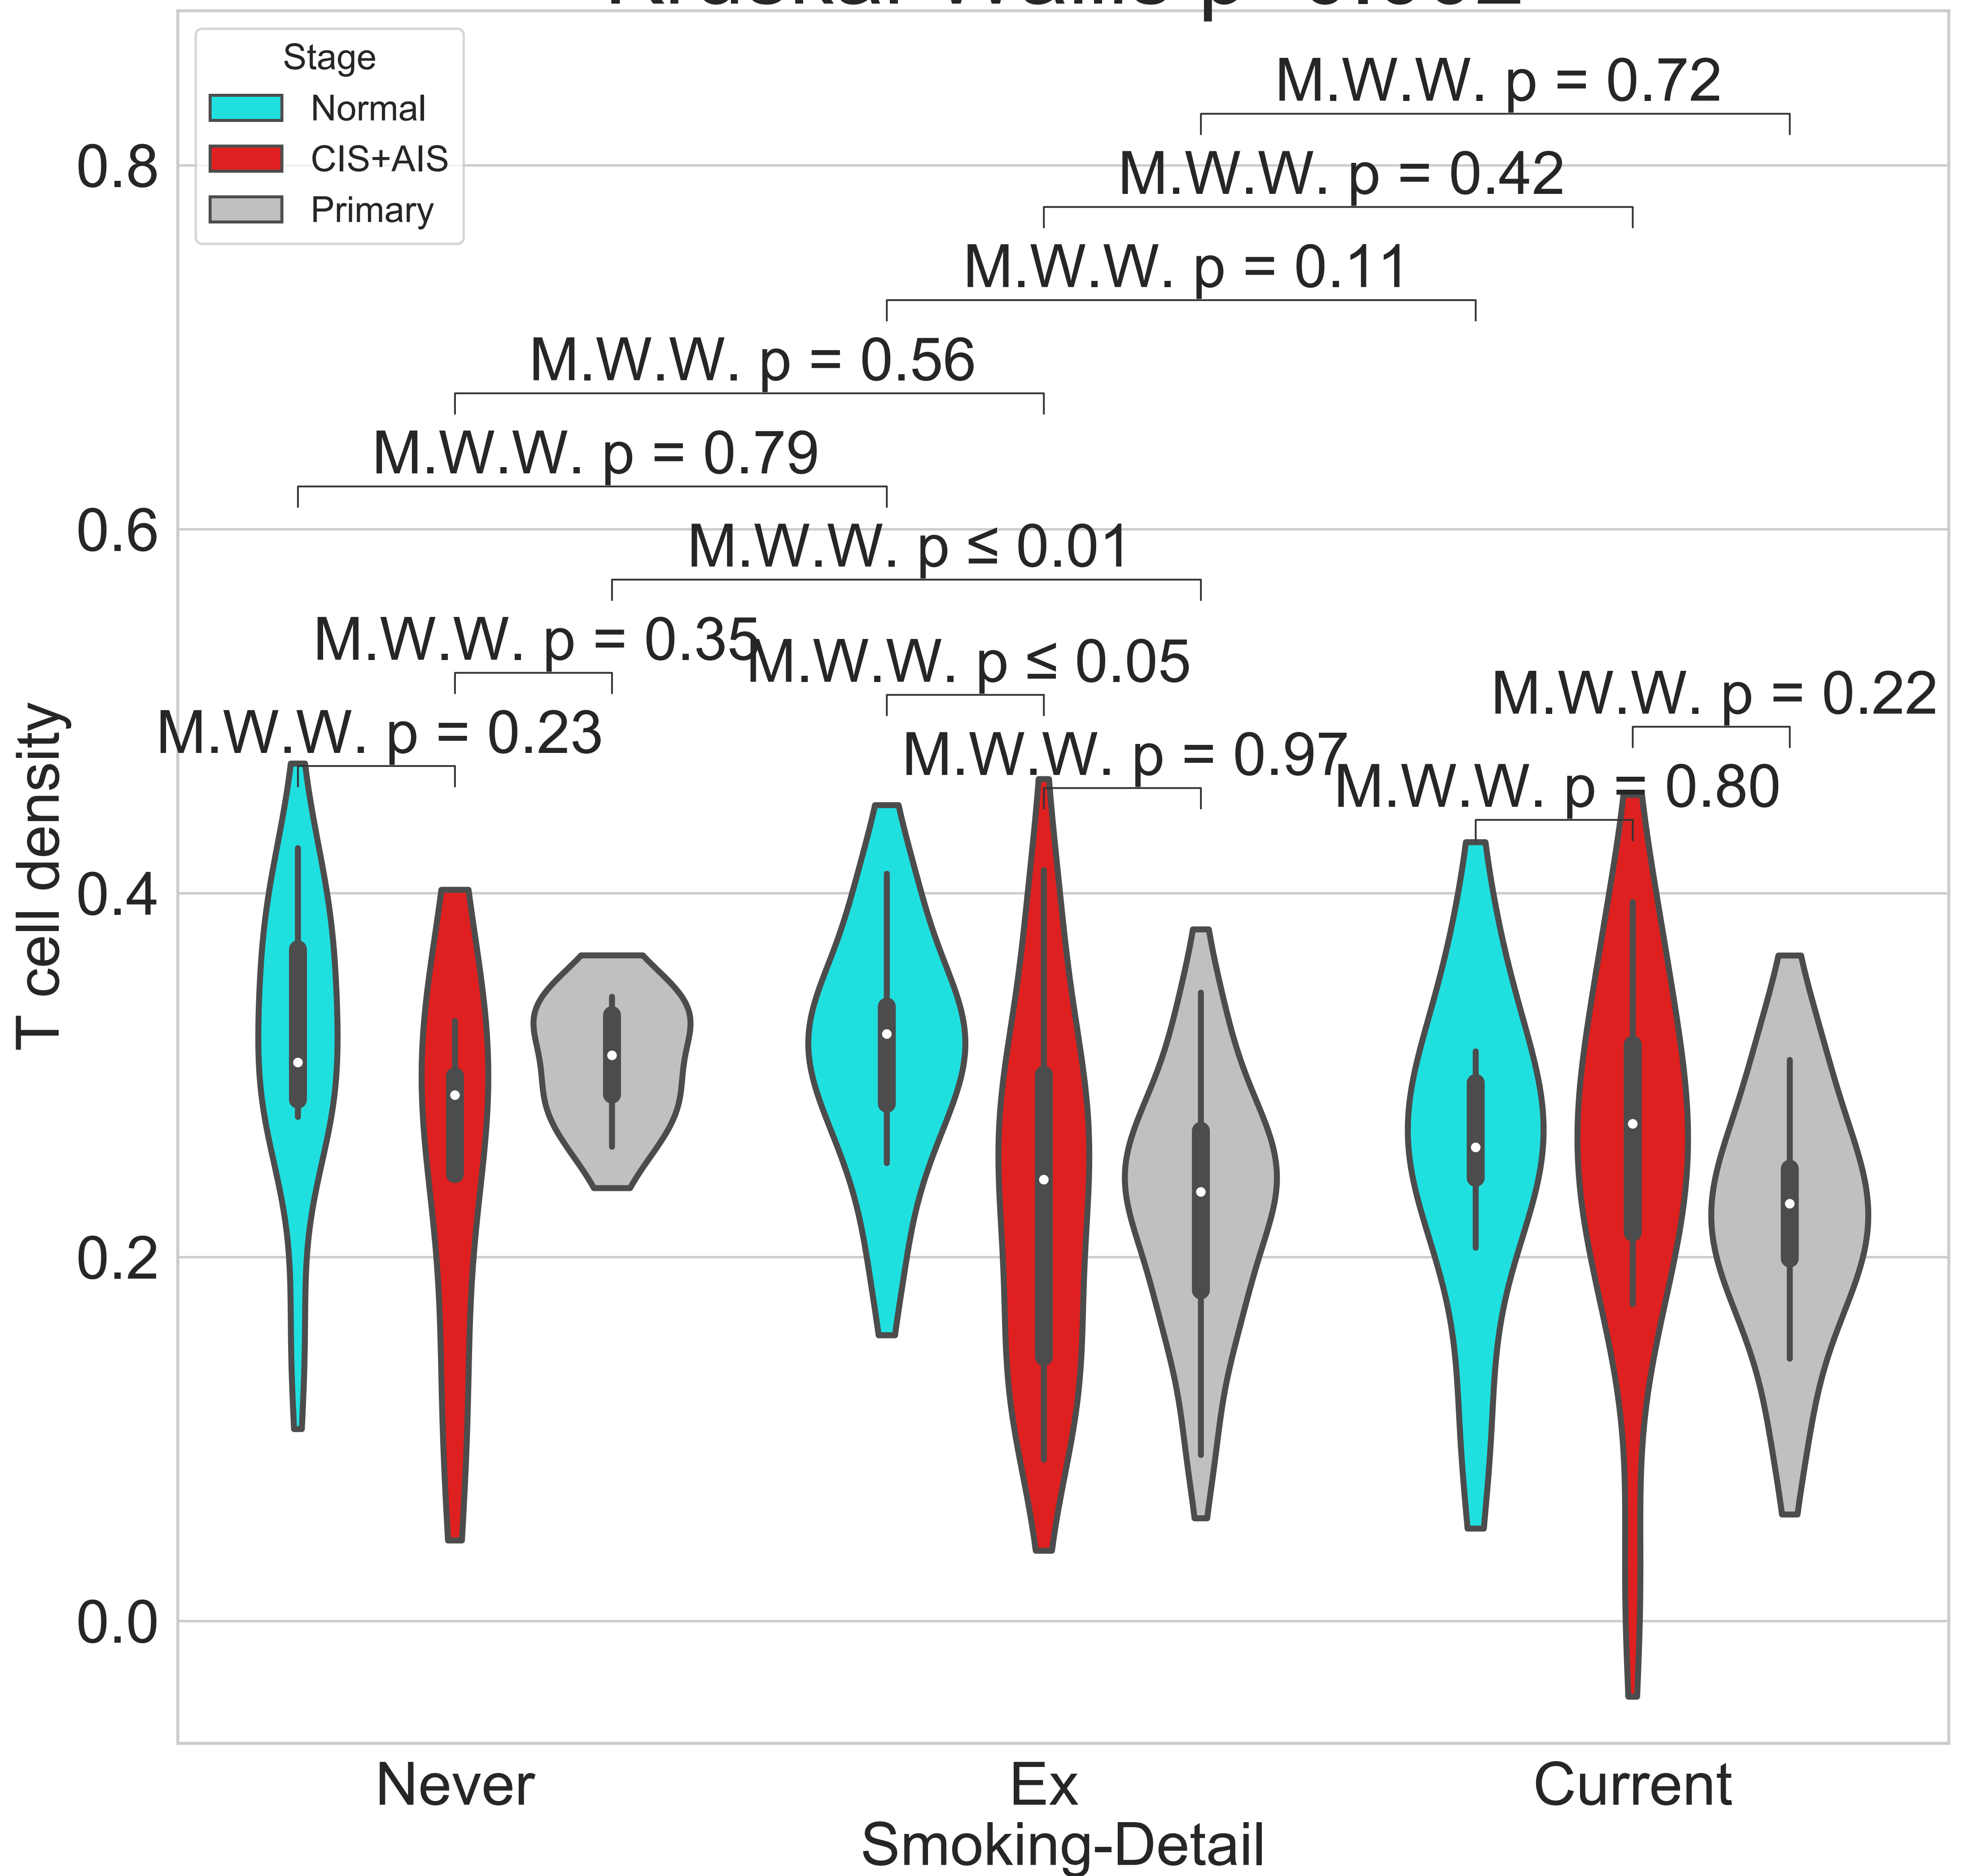 Stage
Normal
CIS+AIS
Primary
M.W.W. p = 0.72
M.W.W. p = 0.42
M.W.W. p = 0.11
M.W.W. p = 0.56
M.W.W. p = 0.79
M.W.W. p ≤ 0.01
M.W.W. p = 0.35
M.W.W. p ≤ 0.05
M.W.W. p = 0.22
M.W.W. p = 0.23
M.W.W. p = 0.97
M.W.W. p = 0.80
T cell density
0.8
0.6
0.4
0.2
0.0
Never
Ex
Current
Smoking-Detail